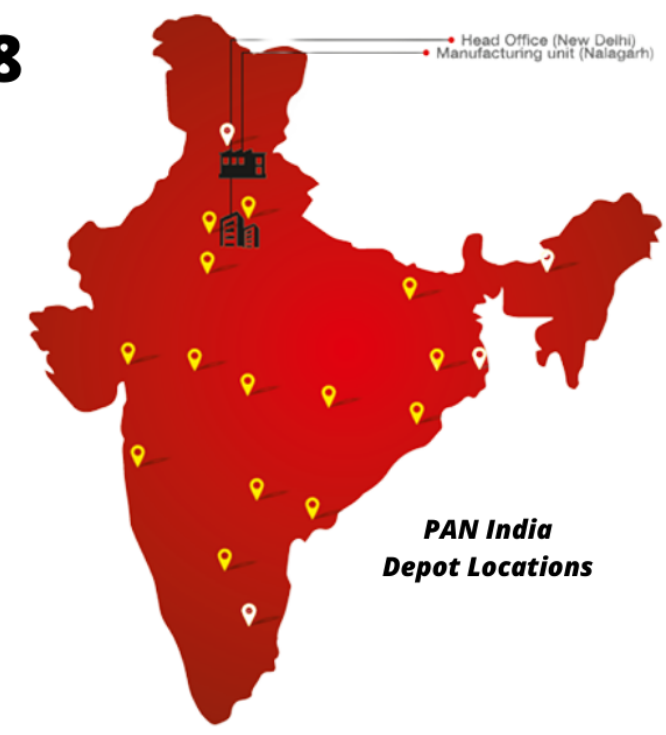 8
Head Office (New Delhi)
Manufacturing unit (Nalagarh)
PAN India
Depot Locations